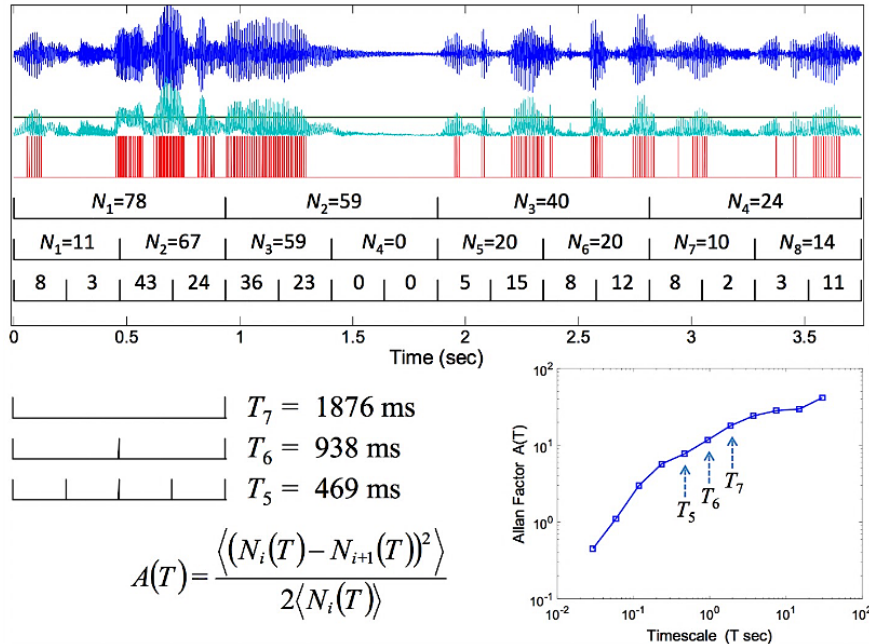 N1=78 N2=59 N3=40 N4=24
N1=11 N2=67 N3=59 N4=0 N5=20 N6=20 N7=10 N8=14
8 3 43 24 36 23 0 0 5 15 8 12 8 2 3 11
0 0.5 1 1.5 2 2.5 3 3.5
Time (sec)
T7 = 1876 ms
T6 = 938 ms
T5 = 469 ms
A(T) = ⟨(Ni(T) − Ni+1(T))²⟩ / 2⟨Ni(T)⟩
Allan Factor A(T)
10²
10¹
10⁰
10⁻¹
T5 T6 T7
10⁻² 10⁻¹ 10⁰ 10¹ 10²
Timescale (T sec)